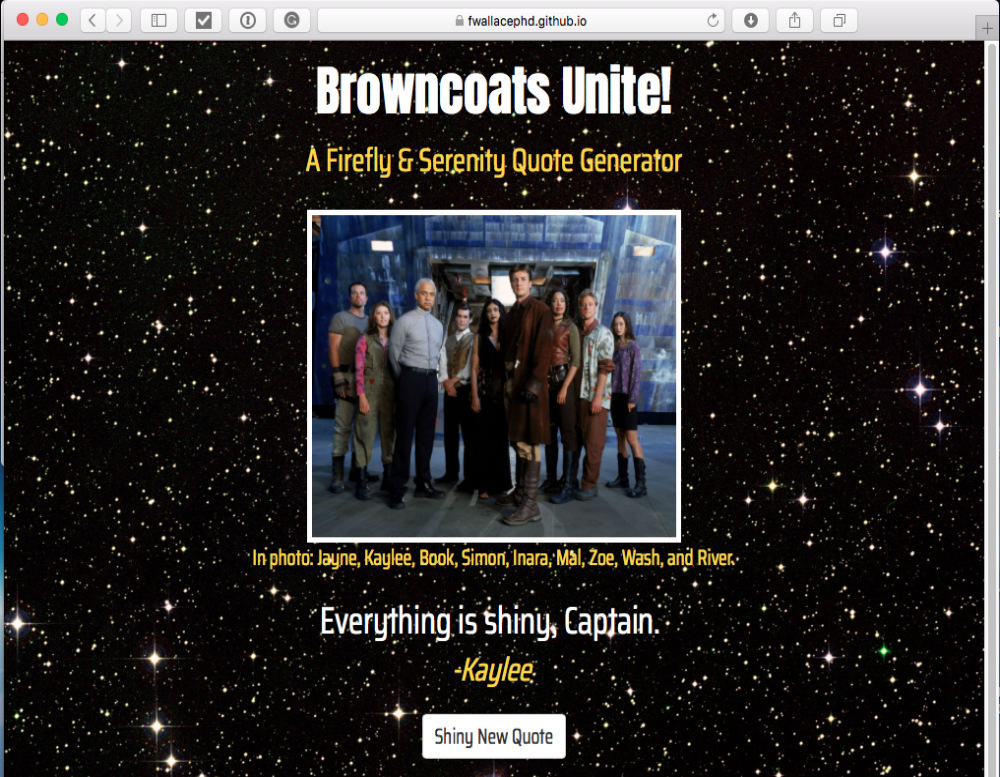 fwallacephd.github.io
Browncoats Unite!
A Firefly & Serenity Quote Generator
In photo: Jayne, Kaylee, Book, Simon, Inara, Mal, Zoe, Wash, and River.
Everything is shiny, Captain.
-Kaylee
Shiny New Quote